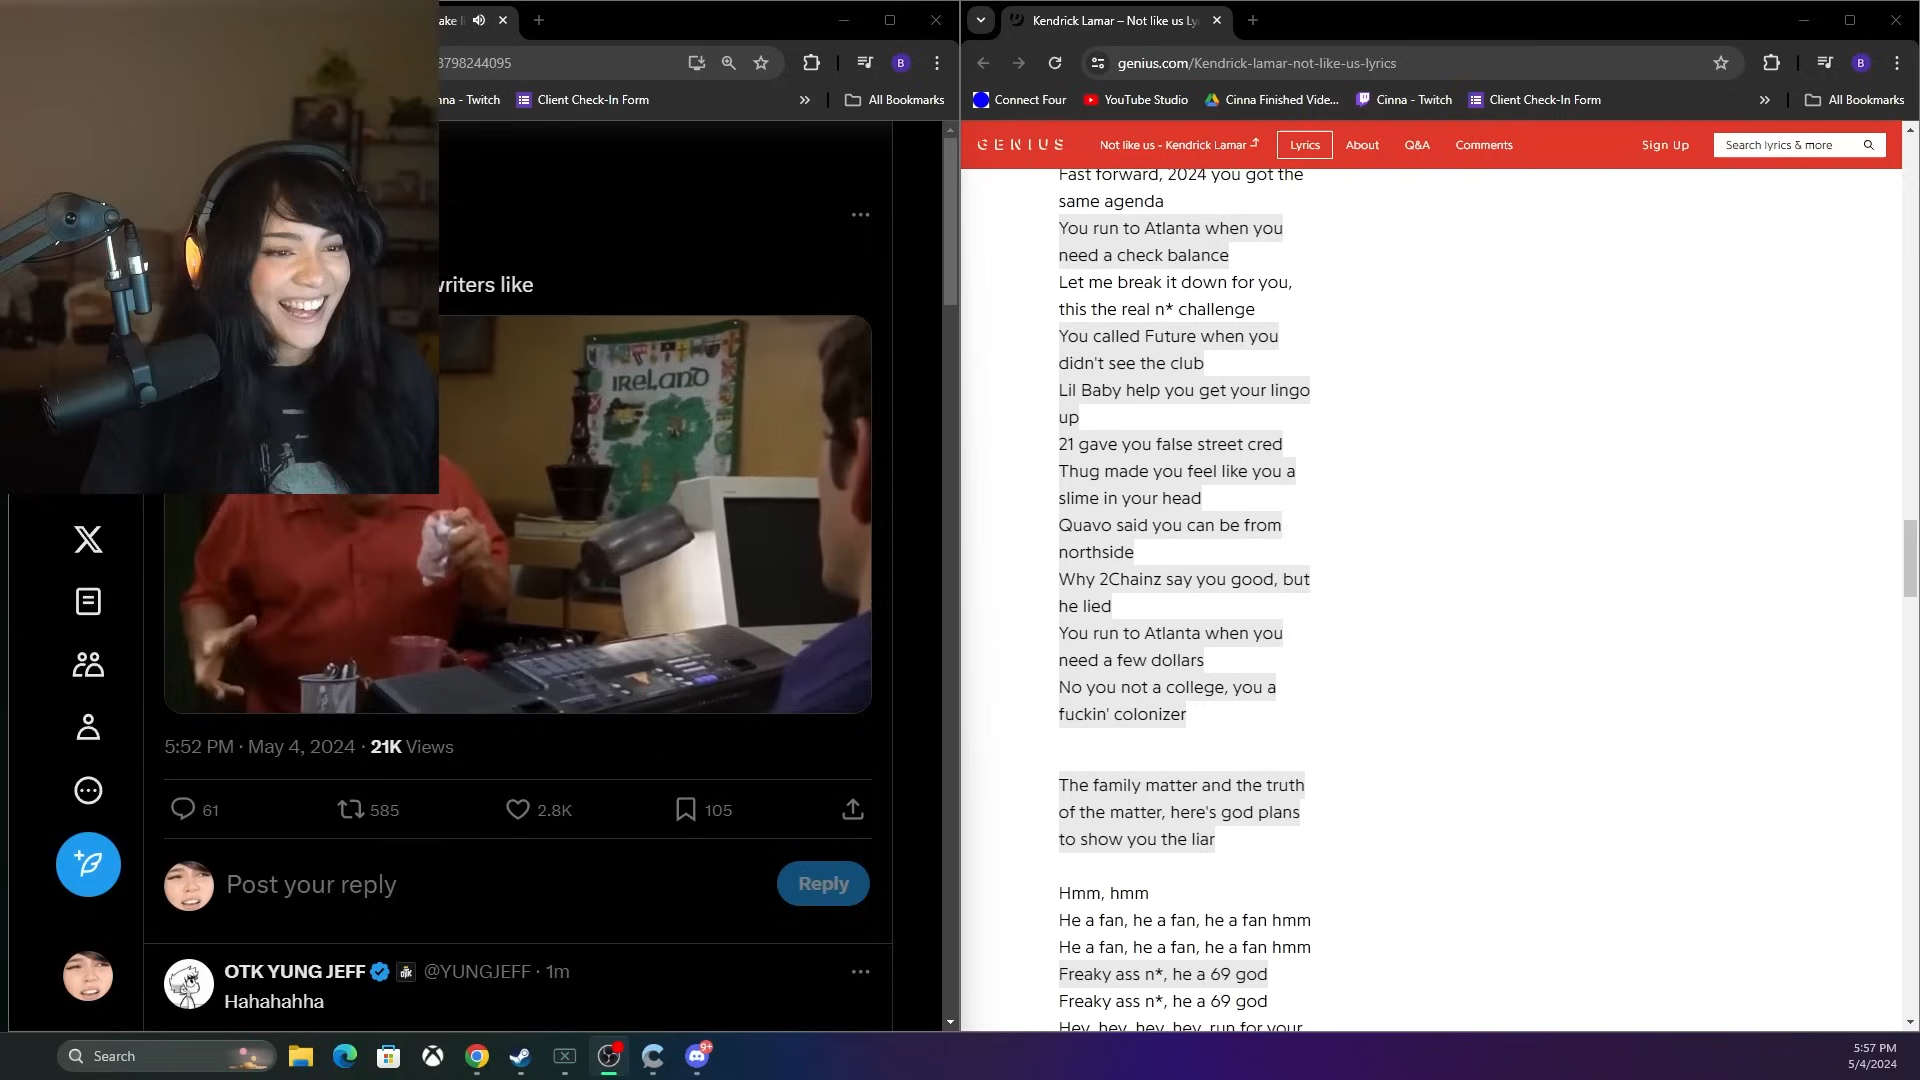 ake li
3798244095
nna - Twitch
Client Check-In Form
All Bookmarks
writers like
IRELAND
5:52 PM · May 4, 2024 · 21K Views
61
585
2.8K
105
Post your reply
Reply
OTK YUNG JEFF @YUNGJEFF · 1m
Hahahahha
Kendrick Lamar – Not like us Ly
genius.com/Kendrick-lamar-not-like-us-lyrics
B
B
Connect Four
YouTube Studio
Cinna Finished Vide...
Cinna - Twitch
Client Check-In Form
All Bookmarks
GENIUS
Not like us - Kendrick Lamar
Lyrics
About
Q&A
Comments
Sign Up
Search lyrics & more
Fast forward, 2024 you got the
same agenda
You run to Atlanta when you
need a check balance
Let me break it down for you,
this the real n* challenge
You called Future when you
didn't see the club
Lil Baby help you get your lingo
up
21 gave you false street cred
Thug made you feel like you a
slime in your head
Quavo said you can be from
northside
Why 2Chainz say you good, but
he lied
You run to Atlanta when you
need a few dollars
No you not a college, you a
fuckin' colonizer
The family matter and the truth
of the matter, here's god plans
to show you the liar
Hmm, hmm
He a fan, he a fan, he a fan hmm
He a fan, he a fan, he a fan hmm
Freaky ass n*, he a 69 god
Freaky ass n*, he a 69 god
Hey, hey, hey, hey, run for your
Search
9+
5:57 PM
5/4/2024